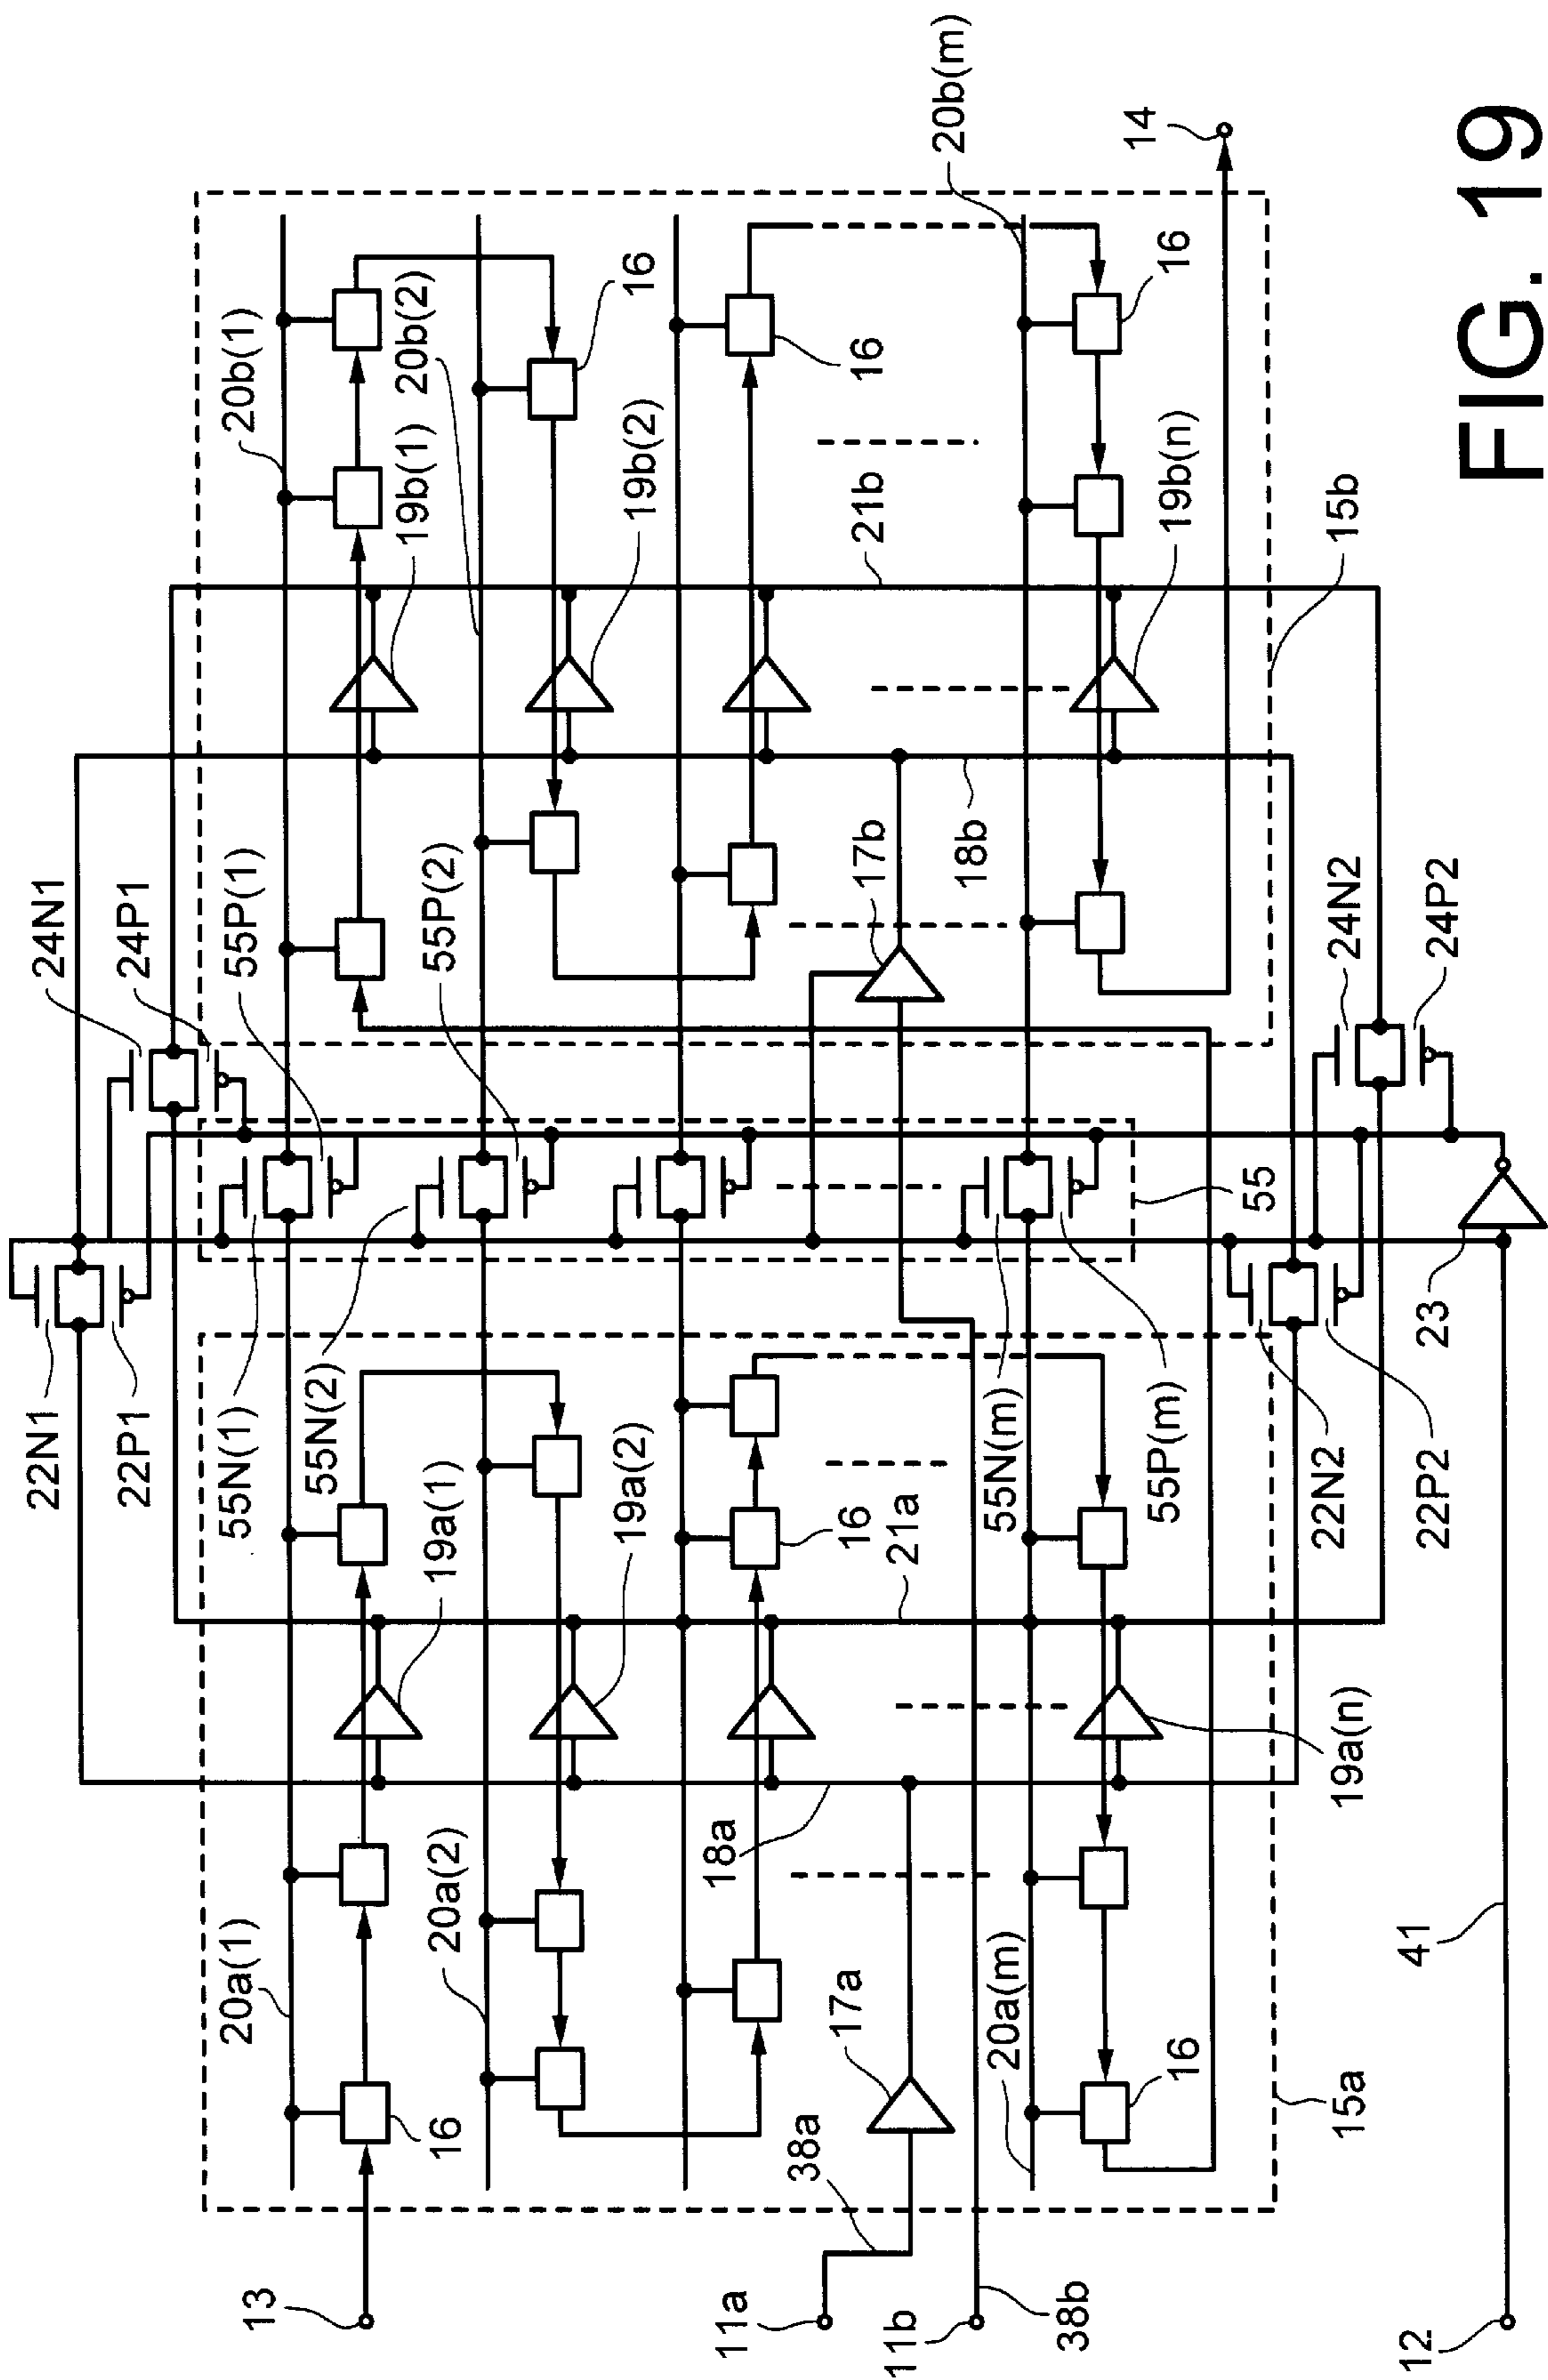 22N1
22P1
24N1
24P1
55N(1)
55P(1)
55N(2)
55P(2)
20a(1)
20b(1)
13
16
19a(1)
19b(1)
20a(2)
20b(2)
16
19a(2)
19b(2)
16
16
21a
21b
18a
18b
17a
17b
38a
11a
11b
38b
20a(m)
20b(m)
14
55N(m)
55P(m)
16
16
19a(n)
19b(n)
15a
15b
55
22N2
22P2
24N2
24P2
23
41
12
FIG. 19